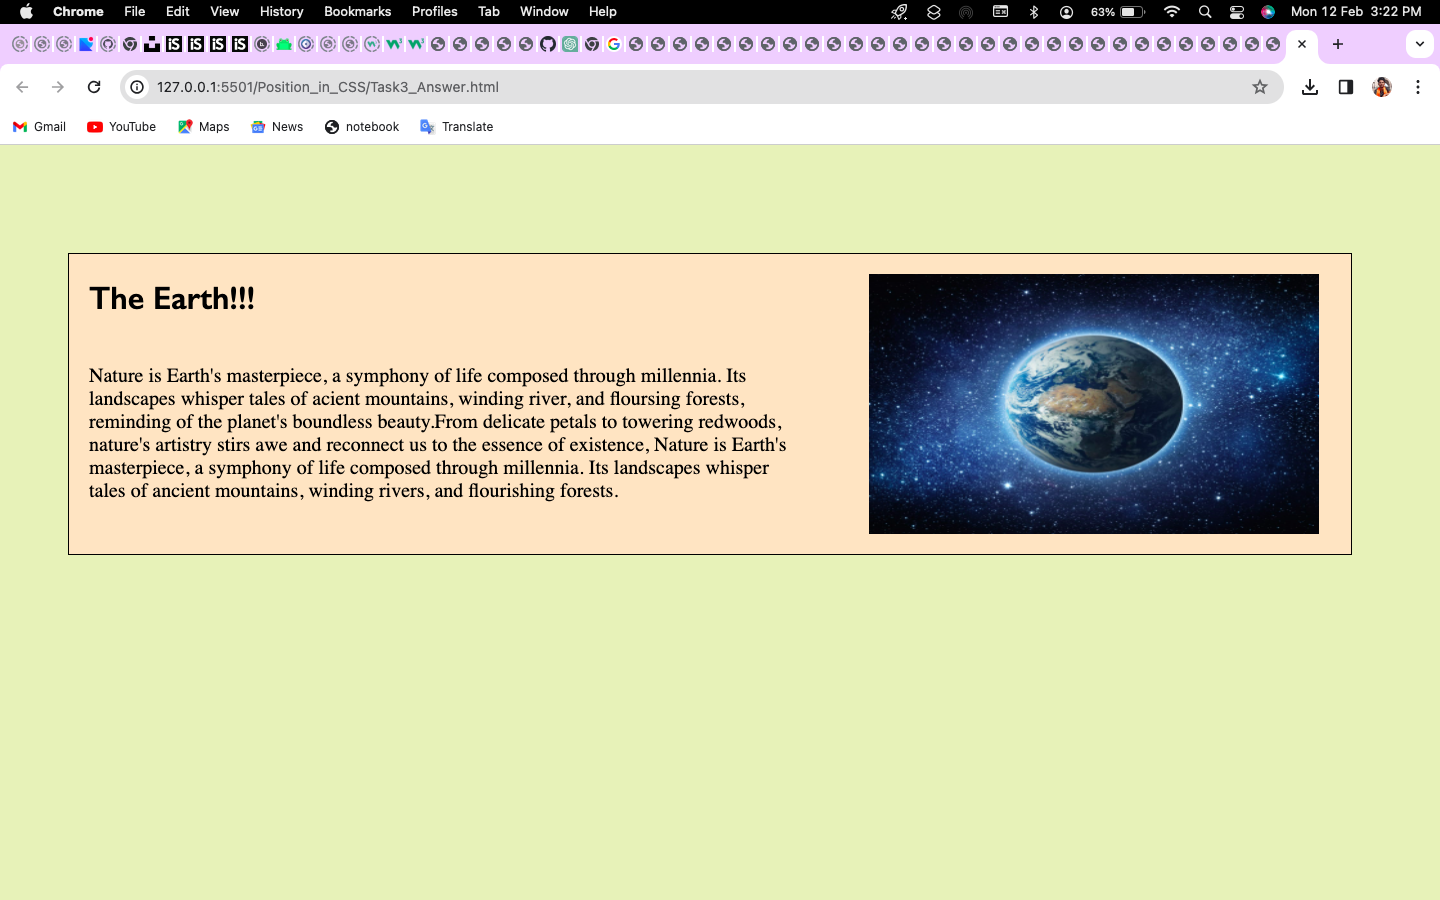 Chrome File Edit View History Bookmarks Profiles Tab Window Help 63% Mon 12 Feb 3:22 PM
127.0.0.1:5501/Position_in_CSS/Task3_Answer.html
Gmail YouTube Maps News notebook Translate
The Earth!!!
Nature is Earth's masterpiece, a symphony of life composed through millennia. Its
landscapes whisper tales of acient mountains, winding river, and floursing forests,
reminding of the planet's boundless beauty.From delicate petals to towering redwoods,
nature's artistry stirs awe and reconnect us to the essence of existence, Nature is Earth's
masterpiece, a symphony of life composed through millennia. Its landscapes whisper
tales of ancient mountains, winding rivers, and flourishing forests.